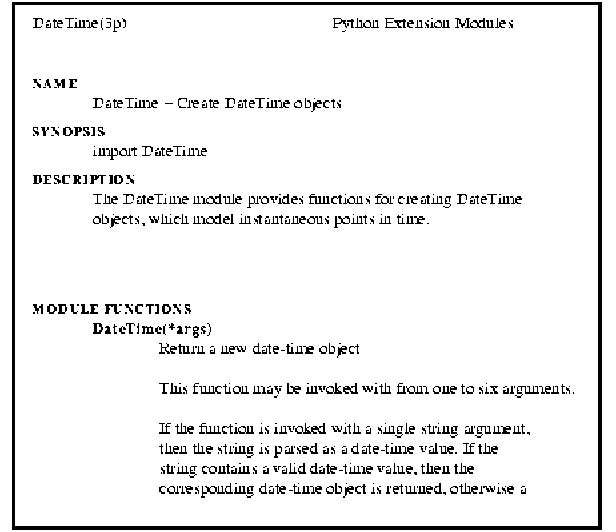 DateTime(3p) Python Extension Modules
NAME
DateTime – Create DateTime objects
SYNOPSIS
import DateTime
DESCRIPTION
The DateTime module provides functions for creating DateTime
objects, which model instantaneous points in time.
MODULE FUNCTIONS
DateTime(*args)
Return a new date-time object
This function may be invoked with from one to six arguments.
If the function is invoked with a single string argument,
then the string is parsed as a date-time value. If the
string contains a valid date-time value, then the
corresponding date-time object is returned, otherwise a